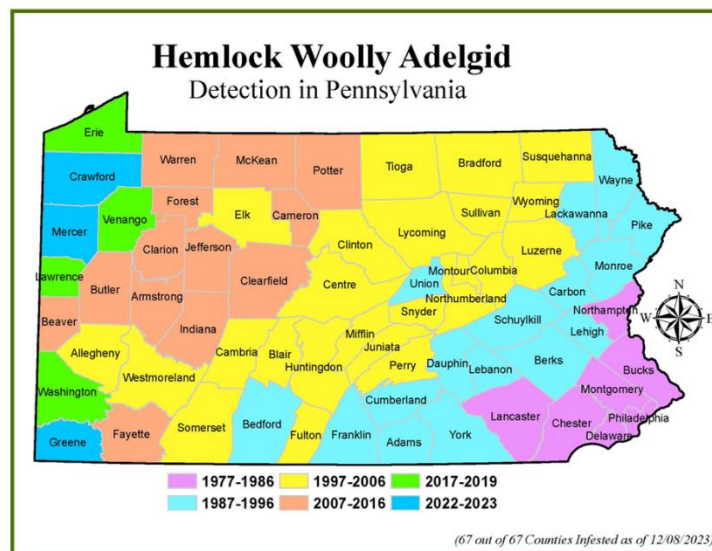 Hemlock Woolly Adelgid
Detection in Pennsylvania
Erie
Crawford
Warren
McKean
Potter
Tioga
Bradford
Susquehanna
Wayne
Mercer
Venango
Forest
Elk
Cameron
Sullivan
Wyoming
Lackawanna
Pike
Clarion
Jefferson
Clinton
Lycoming
Luzerne
Monroe
Lawrence
Butler
Armstrong
Clearfield
Centre
Union
Montour
Columbia
Northumberland
Carbon
Northampton
Beaver
Indiana
Snyder
Schuylkill
Lehigh
Allegheny
Westmoreland
Cambria
Blair
Huntingdon
Mifflin
Juniata
Perry
Dauphin
Lebanon
Berks
Bucks
Montgomery
Washington
Cumberland
Lancaster
Chester
Philadelphia
Delaware
Greene
Fayette
Somerset
Bedford
Fulton
Franklin
Adams
York
N
W
E
S
1977-1986
1997-2006
2017-2019
1987-1996
2007-2016
2022-2023
(67 out of 67 Counties Infested as of 12/08/2023)